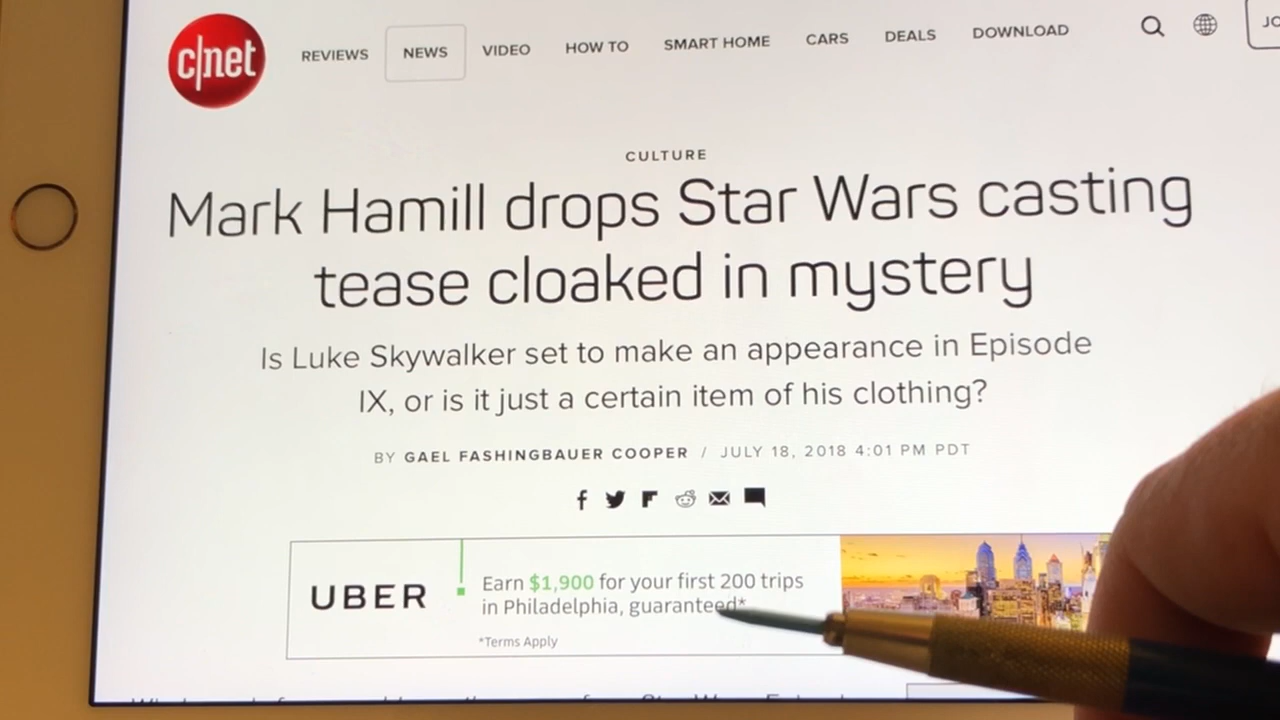 c|net
REVIEWS NEWS VIDEO HOW TO SMART HOME CARS DEALS DOWNLOAD
CULTURE
Mark Hamill drops Star Wars casting
tease cloaked in mystery
Is Luke Skywalker set to make an appearance in Episode
IX, or is it just a certain item of his clothing?
BY GAEL FASHINGBAUER COOPER / JULY 18, 2018 4:01 PM PDT
UBER
Earn $1,900 for your first 200 trips
in Philadelphia, guaranteed*
*Terms Apply